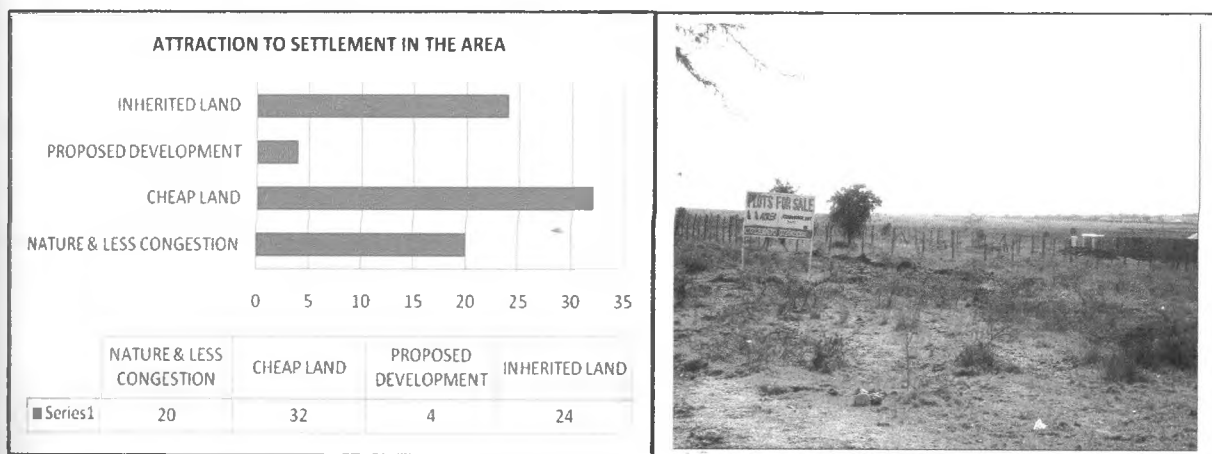 ATTRACTION TO SETTLEMENT IN THE AREA
INHERITED LAND
PROPOSED DEVELOPMENT
CHEAP LAND
NATURE & LESS CONGESTION
0 5 10 15 20 25 30 35
NATURE & LESS CONGESTION CHEAP LAND PROPOSED DEVELOPMENT INHERITED LAND
Series1 20 32 4 24
PLOTS FOR SALE